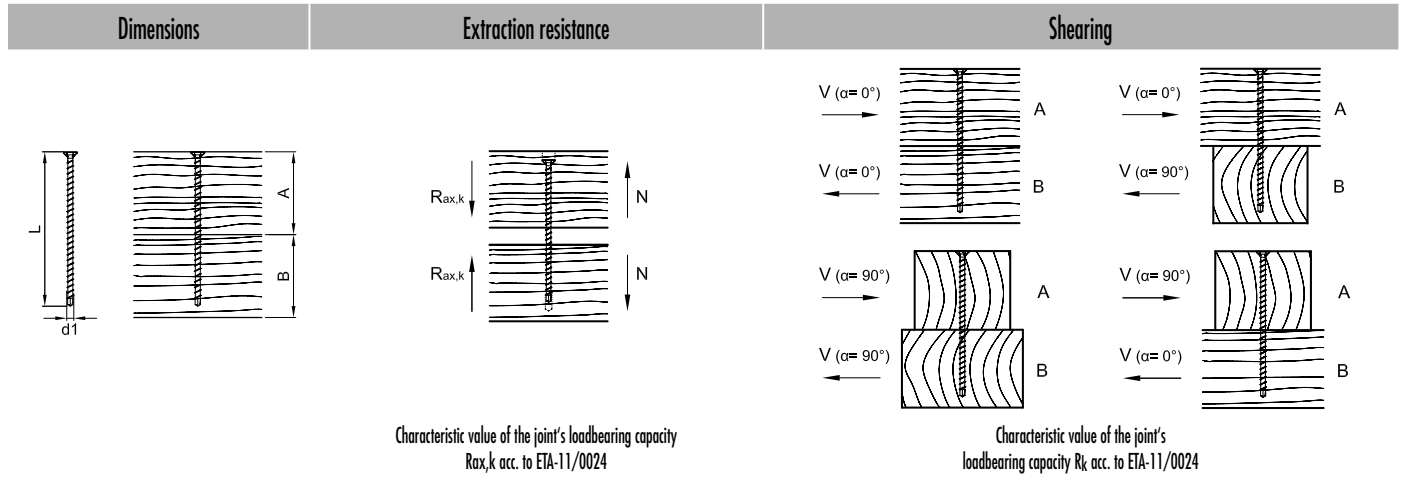 Dimensions
Extraction resistance
Shearing
L
d1
A
B
Rax,k
N
Rax,k
N
V (α= 0°)
A
V (α= 0°)
B
V (α= 0°)
A
V (α= 90°)
B
V (α= 90°)
A
V (α= 90°)
B
V (α= 90°)
A
V (α= 0°)
B
Characteristic value of the joint's loadbearing capacity
Rax,k acc. to ETA-11/0024
Characteristic value of the joint's
loadbearing capacity Rk acc. to ETA-11/0024